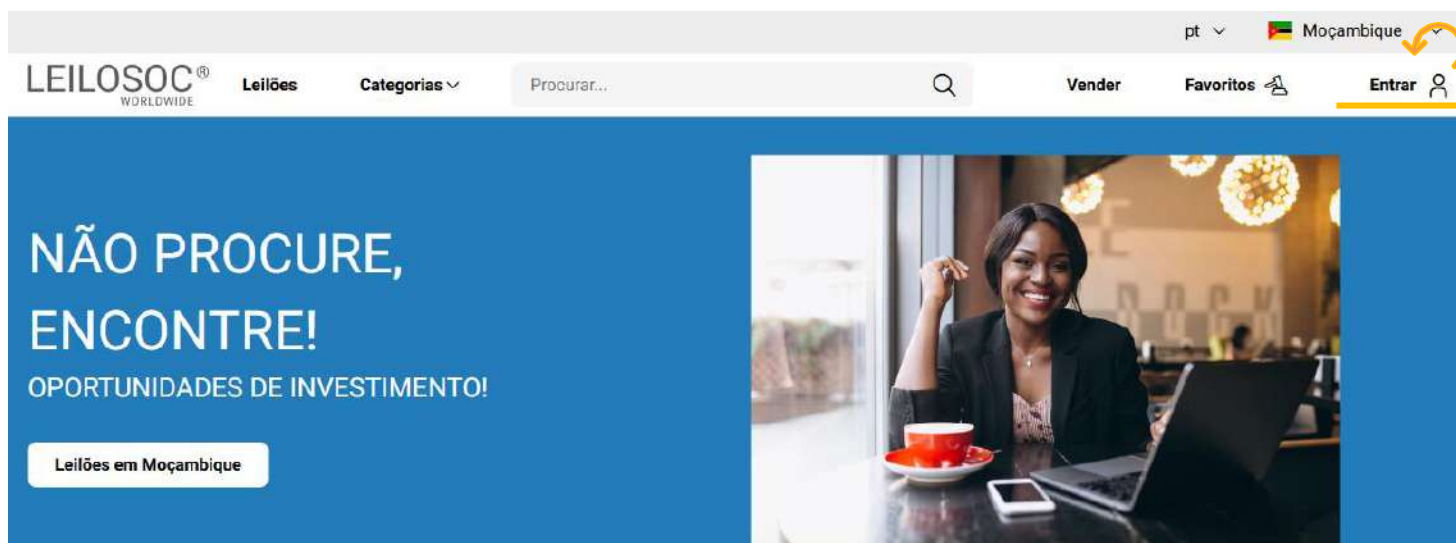 pt Moçambique
LEILOSOC® Leilões Categorias Procurar... Vender Favoritos Entrar
WORLDWIDE
NÃO PROCURE,
ENCONTRE!
OPORTUNIDADES DE INVESTIMENTO!
Leilões em Moçambique